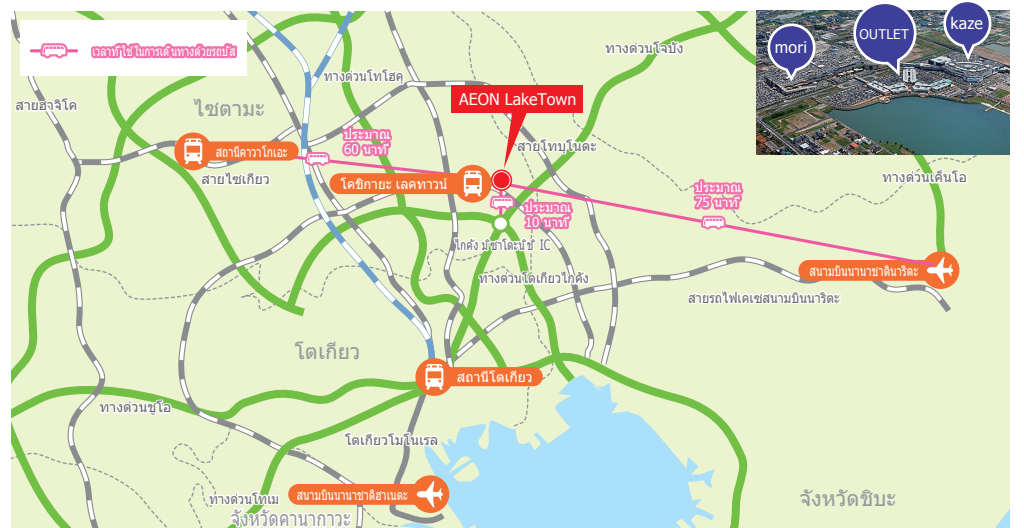 เวลาที่ใช้ในการเดินทางด้วยรถบัส
mori
OUTLET
kaze
ทางด่วนโจบัง
ทางด่วนโทโฮคุ
สายฮาจิโค
ไซตามะ
AEON LakeTown
ประมาณ
60 นาที
สถานีคาวาโกเอะ
สายโทบุโนดะ
สายไซเกียว
โคชิกายะ เลคทาวน์
ทางด่วนเค็นโอ
ประมาณ
75 นาที
ประมาณ
10 นาที
IC
ทางด่วนโตเกียวไกคัง
สนามบินนานาชาตินาริตะ
สายรถไฟเคเซสนามบินนาริตะ
โตเกียว
สถานีโตเกียว
ทางด่วนชูโอ
โตเกียวโมโนเรล
ทางด่วนโทเม
สนามบินนานาชาติฮาเนดะ
จังหวัดคานากาวะ
จังหวัดชิบะ